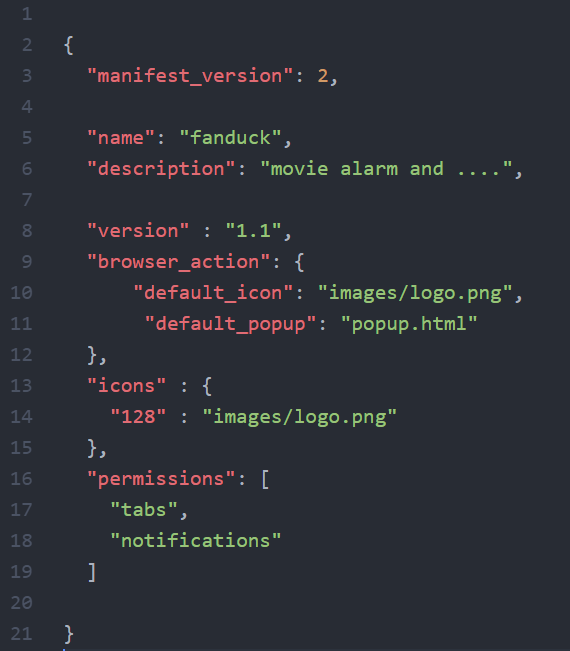 1
2 {
3 "manifest_version": 2,
4
5 "name": "fanduck",
6 "description": "movie alarm and ....",
7
8 "version" : "1.1",
9 "browser_action": {
10 "default_icon": "images/logo.png",
11 "default_popup": "popup.html"
12 },
13 "icons" : {
14 "128" : "images/logo.png"
15 },
16 "permissions": [
17 "tabs",
18 "notifications"
19 ]
20
21 }